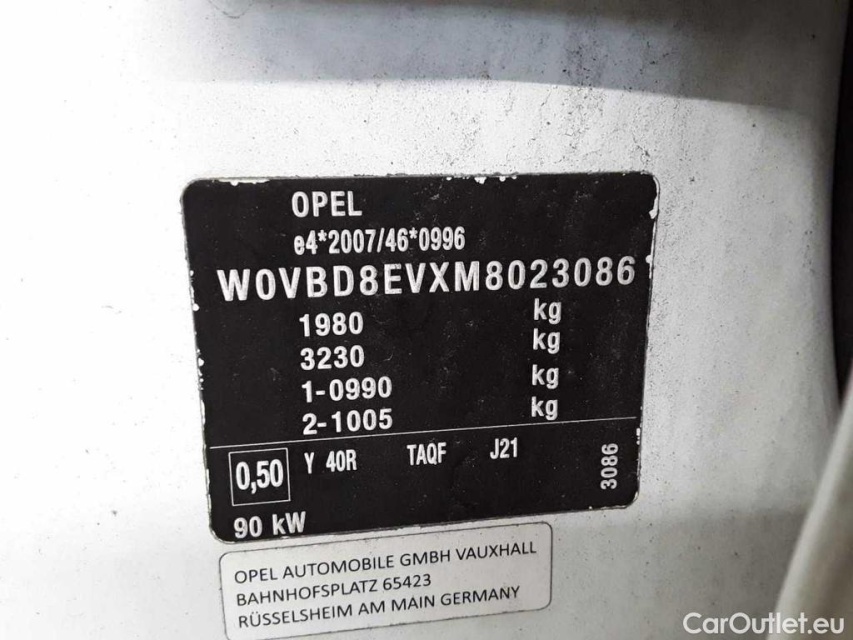 OPEL
e4*2007/46*0996
W0VBD8EVXM8023086
1980 kg
3230 kg
1-0990 kg
2-1005 kg
0,50 Y 40R TAQF J21 3086
90 kW
OPEL AUTOMOBILE GMBH VAUXHALL
BAHNHOFSPLATZ 65423
RÜSSELSHEIM AM MAIN GERMANY
CarOutlet.eu